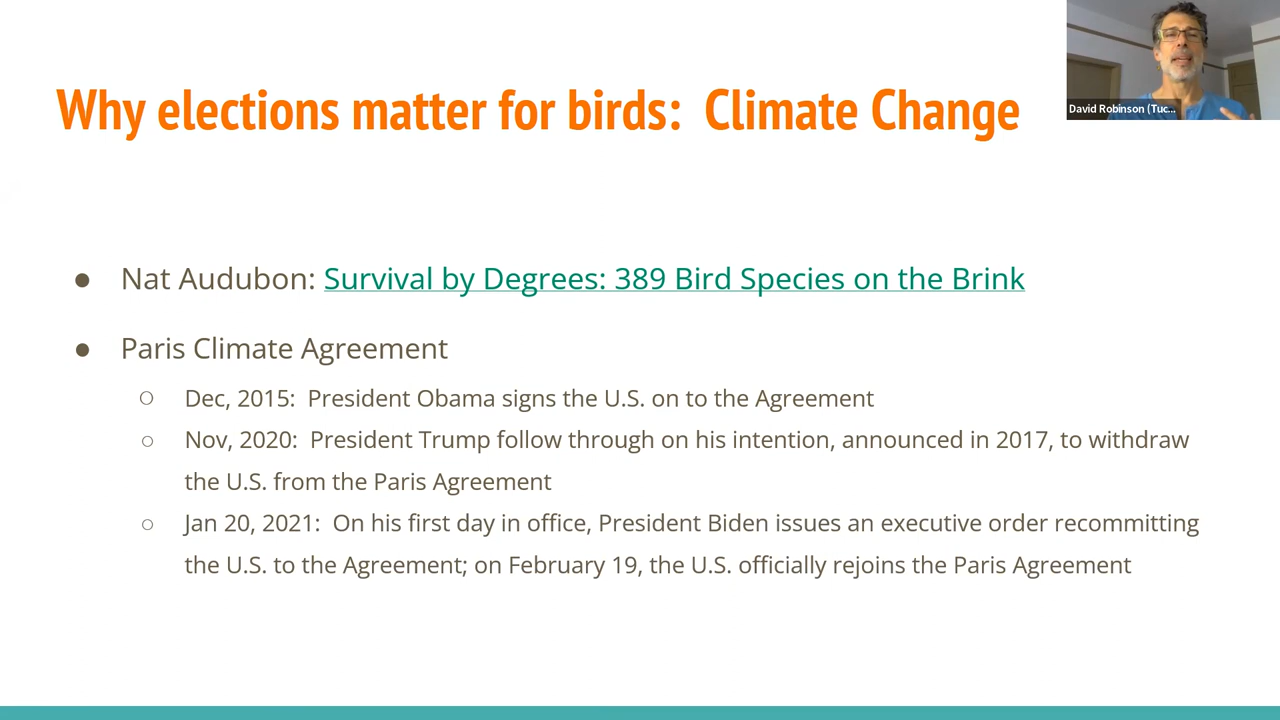 Why elections matter for birds:  Climate Change
David Robinson (Tuc...
● Nat Audubon: Survival by Degrees: 389 Bird Species on the Brink
● Paris Climate Agreement
○ Dec, 2015:  President Obama signs the U.S. on to the Agreement
○ Nov, 2020:  President Trump follow through on his intention, announced in 2017, to withdraw
the U.S. from the Paris Agreement
○ Jan 20, 2021:  On his first day in office, President Biden issues an executive order recommitting
the U.S. to the Agreement; on February 19, the U.S. officially rejoins the Paris Agreement